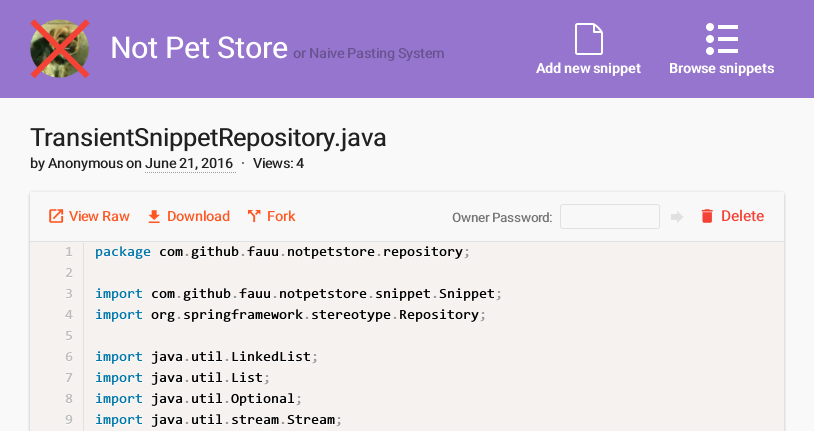 Not Pet Store or Naive Pasting System
Add new snippet
Browse snippets
TransientSnippetRepository.java
by Anonymous on June 21, 2016 · Views: 4
View Raw Download Fork Owner Password: Delete
1 package com.github.fauu.notpetstore.repository;
2
3 import com.github.fauu.notpetstore.snippet.Snippet;
4 import org.springframework.stereotype.Repository;
5
6 import java.util.LinkedList;
7 import java.util.List;
8 import java.util.Optional;
9 import java.util.stream.Stream;